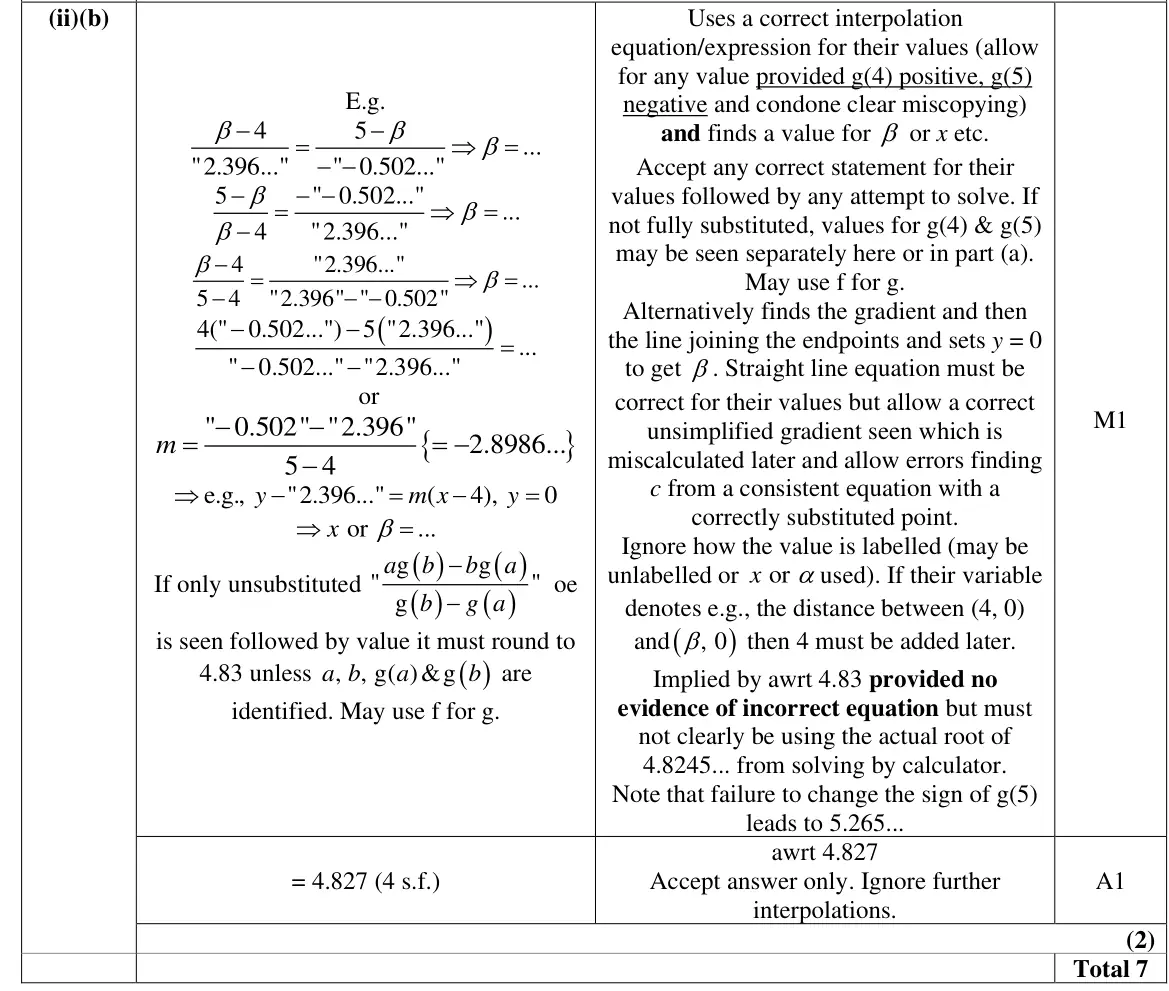 (ii)(b)
E.g.
β − 4 / "2.396..." = 5 − β / −"−0.502..." ⇒ β = ...
5 − β / β − 4 = −"−0.502..." / "2.396..." ⇒ β = ...
β − 4 / 5 − 4 = "2.396..." / "2.396"−"−0.502" ⇒ β = ...
4("−0.502...") − 5("2.396...") / "−0.502..."−"2.396..." = ...
or
m = "−0.502"−"2.396" / 5 − 4 {= −2.8986...}
⇒ e.g., y −"2.396..." = m(x − 4), y = 0
⇒ x or β = ...
If only unsubstituted "ag(b) − bg(a) / g(b) − g(a)" oe
is seen followed by value it must round to
4.83 unless a, b, g(a) & g(b) are
identified. May use f for g.
Uses a correct interpolation
equation/expression for their values (allow
for any value provided g(4) positive, g(5)
negative and condone clear miscopying)
and finds a value for β or x etc.
Accept any correct statement for their
values followed by any attempt to solve. If
not fully substituted, values for g(4) & g(5)
may be seen separately here or in part (a).
May use f for g.
Alternatively finds the gradient and then
the line joining the endpoints and sets y = 0
to get β. Straight line equation must be
correct for their values but allow a correct
unsimplified gradient seen which is
miscalculated later and allow errors finding
c from a consistent equation with a
correctly substituted point.
Ignore how the value is labelled (may be
unlabelled or x or α used). If their variable
denotes e.g., the distance between (4, 0)
and (β, 0) then 4 must be added later.
Implied by awrt 4.83 provided no
evidence of incorrect equation but must
not clearly be using the actual root of
4.8245... from solving by calculator.
Note that failure to change the sign of g(5)
leads to 5.265...
M1
= 4.827 (4 s.f.)
awrt 4.827
Accept answer only. Ignore further
interpolations.
A1
(2)
Total 7